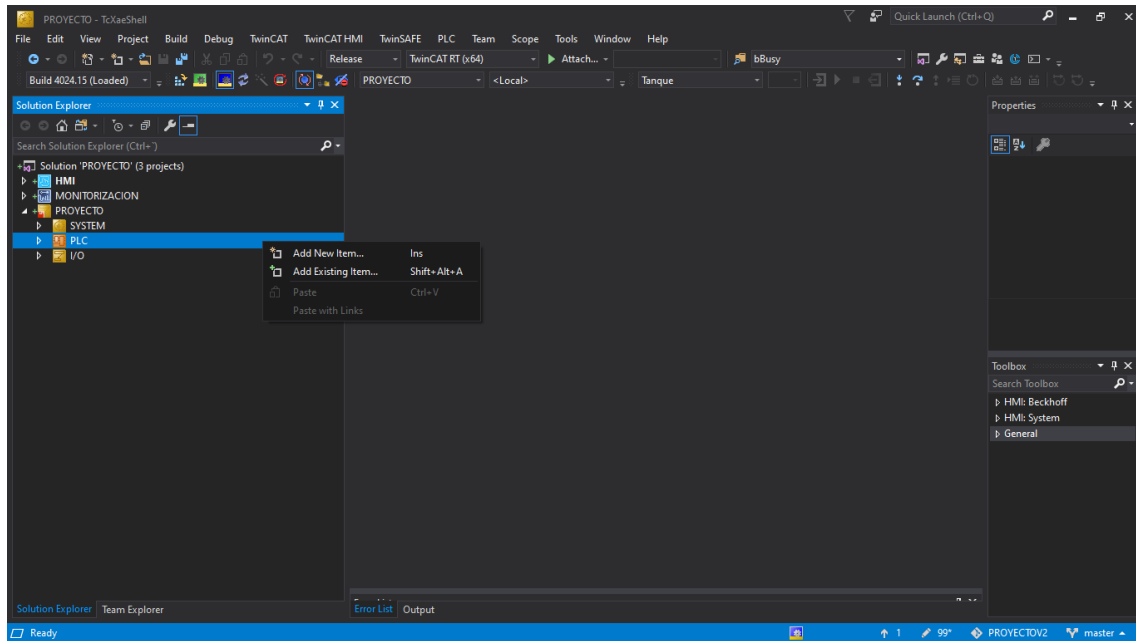 PROYECTO - TcXaeShell
Quick Launch (Ctrl+Q)
File Edit View Project Build Debug TwinCAT TwinCAT HMI TwinSAFE PLC Team Scope Tools Window Help
Release TwinCAT RT (x64) Attach... bBusy
Build 4024.15 (Loaded) PROYECTO <Local> Tanque
Solution Explorer
Search Solution Explorer (Ctrl+´)
Solution 'PROYECTO' (3 projects)
HMI
MONITORIZACION
PROYECTO
SYSTEM
PLC
I/O
Add New Item... Ins
Add Existing Item... Shift+Alt+A
Paste Ctrl+V
Paste with Links
Properties
Toolbox
Search Toolbox
HMI: Beckhoff
HMI: System
General
Solution Explorer Team Explorer
Error List Output
Ready
1 99* PROYECTOV2 master